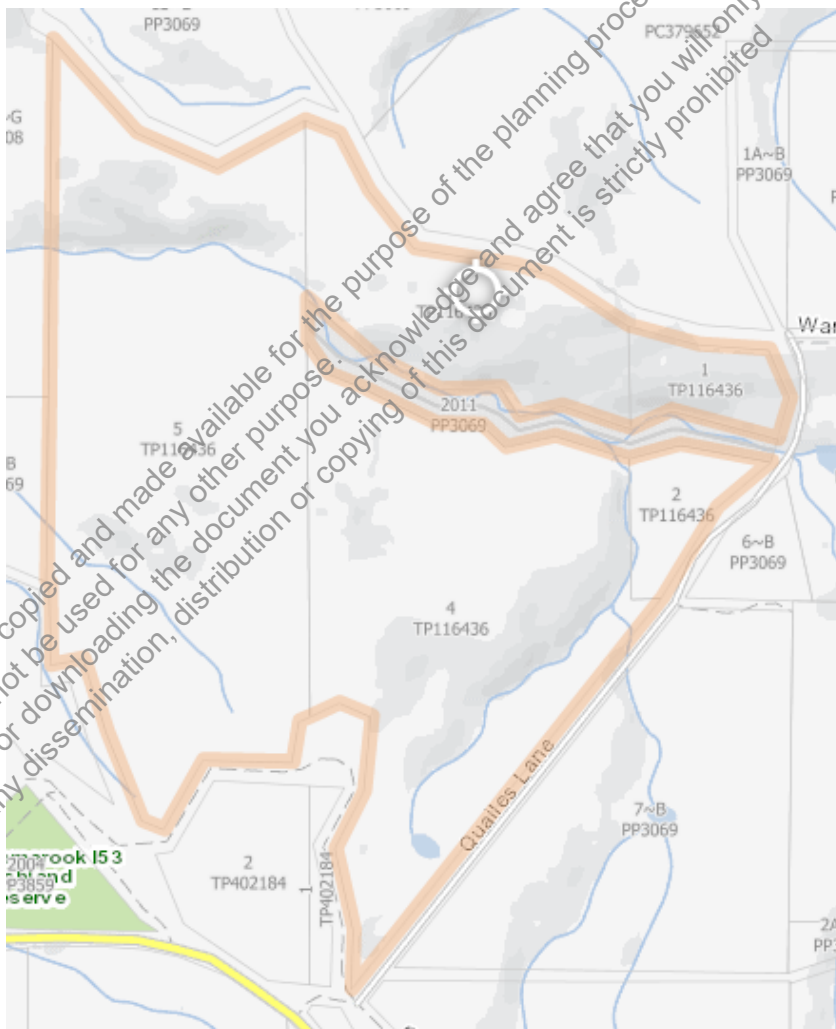 PP3069
PC379652
1A~B
PP3069
TP116436
1
TP116436
2011
PP3069
5
TP116436
2
TP116436
6~B
PP3069
4
TP116436
Quailes Lane
7~B
PP3069
2
TP402184
1
TP402184
2004
copied and made available for the purpose of the planning
not be used for any other purpose.
or downloading the document you acknowledge and agree that you will only
dissemination, distribution or copying of this document is strictly prohibited